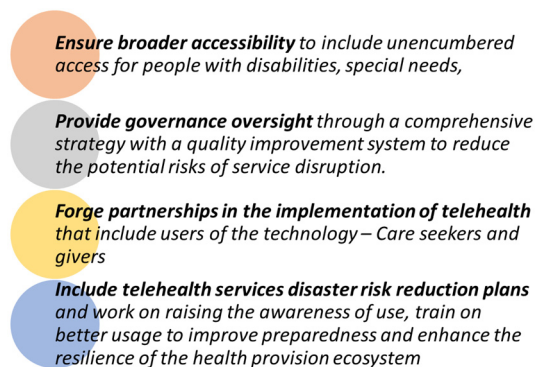 Ensure broader accessibility to include unencumbered
access for people with disabilities, special needs,
Provide governance oversight through a comprehensive
strategy with a quality improvement system to reduce
the potential risks of service disruption.
Forge partnerships in the implementation of telehealth
that include users of the technology – Care seekers and
givers
Include telehealth services disaster risk reduction plans
and work on raising the awareness of use, train on
better usage to improve preparedness and enhance the
resilience of the health provision ecosystem